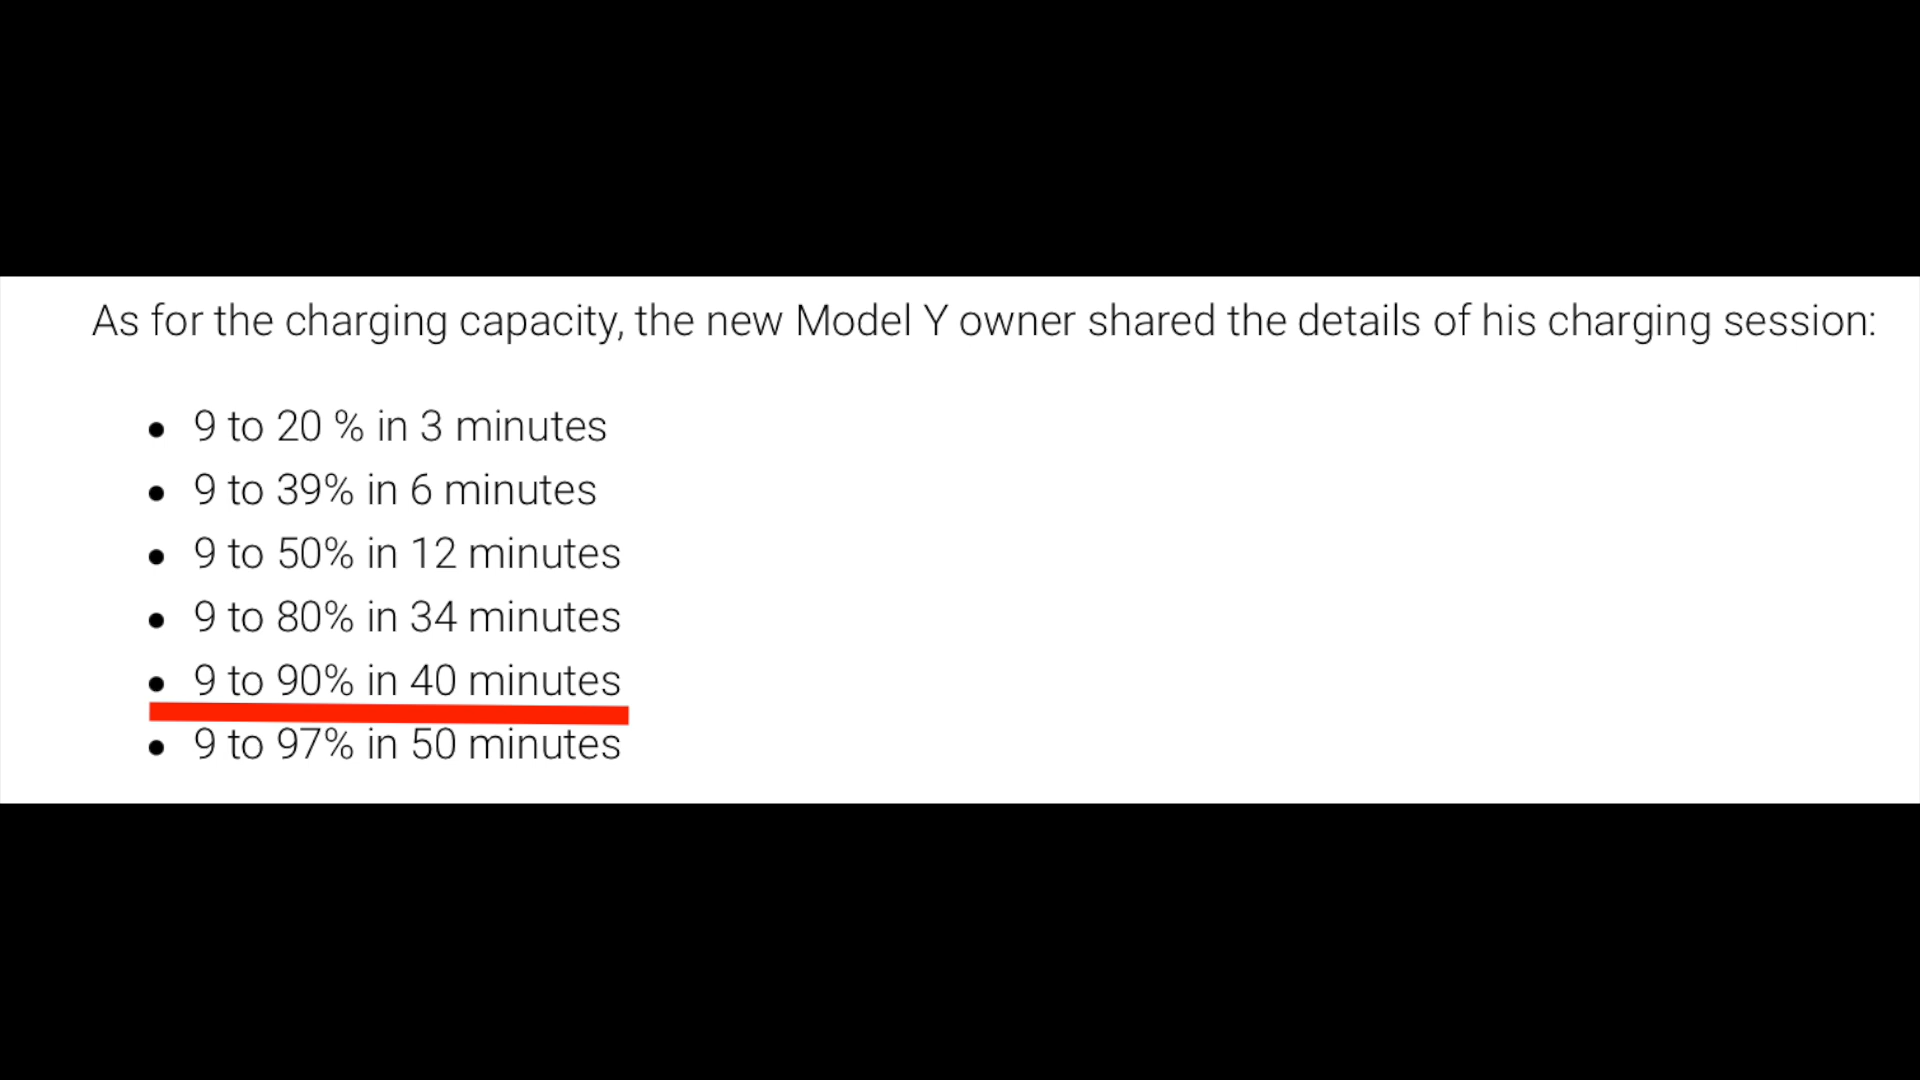 As for the charging capacity, the new Model Y owner shared the details of his charging session:
• 9 to 20 % in 3 minutes
• 9 to 39% in 6 minutes
• 9 to 50% in 12 minutes
• 9 to 80% in 34 minutes
• 9 to 90% in 40 minutes
• 9 to 97% in 50 minutes